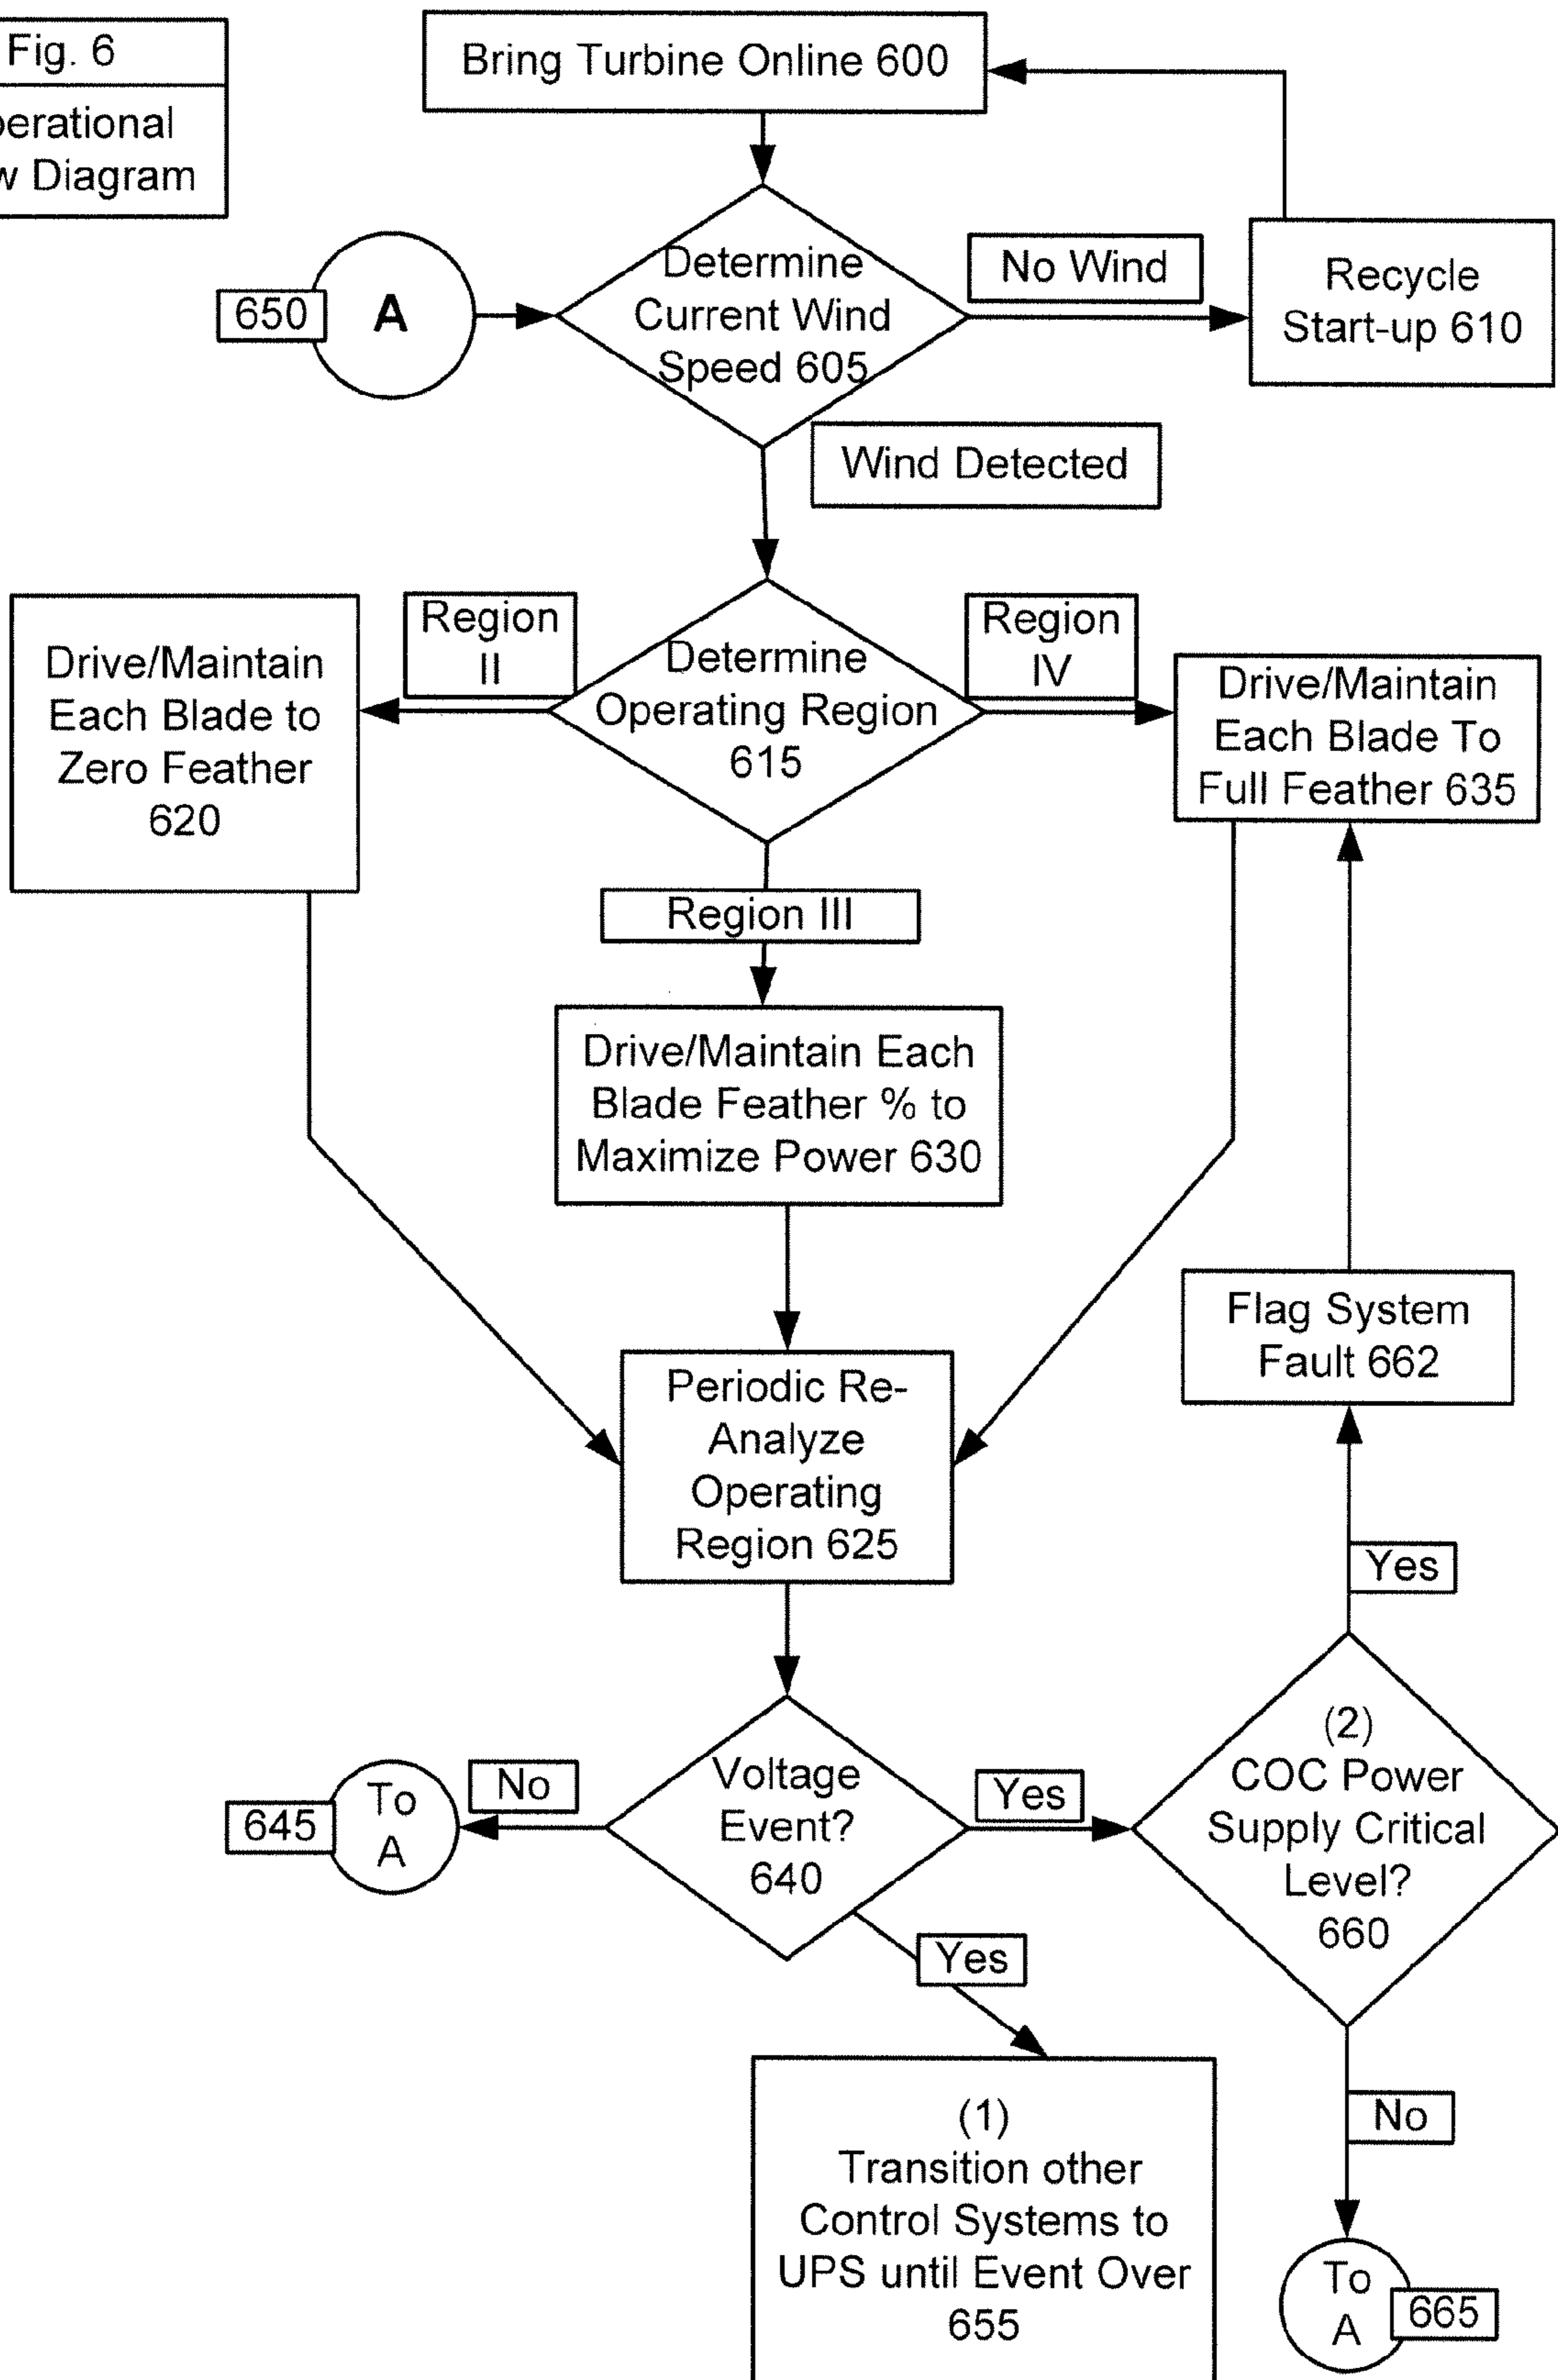 Fig. 6
perational
w Diagram
Bring Turbine Online 600
650
A
Determine
Current Wind
Speed 605
No Wind
Recycle
Start-up 610
Wind Detected
Drive/Maintain
Each Blade to
Zero Feather
620
Region
II
Determine
Operating Region
615
Region
IV
Drive/Maintain
Each Blade To
Full Feather 635
Region III
Drive/Maintain Each
Blade Feather % to
Maximize Power 630
Flag System
Fault 662
Periodic Re-
Analyze
Operating
Region 625
Yes
645
To
A
No
Voltage
Event?
640
Yes
(2)
COC Power
Supply Critical
Level?
660
Yes
No
(1)
Transition other
Control Systems to
UPS until Event Over
655
To
A
665